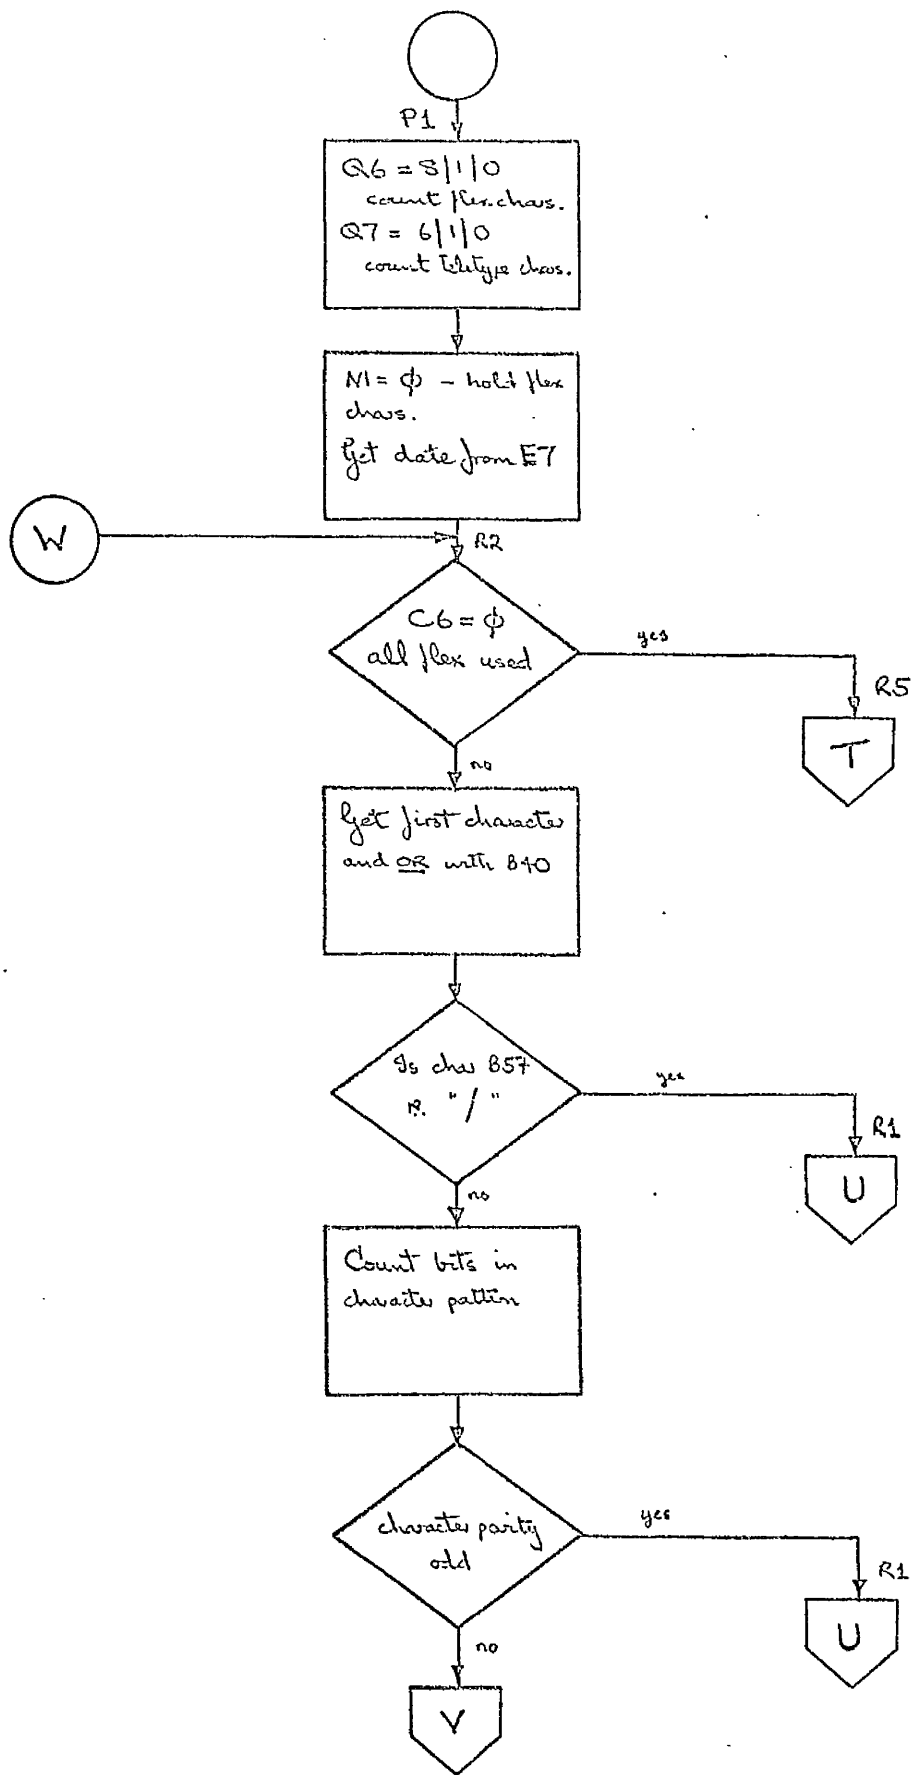 P1
Q6 = 8/1/0
count flex. chars.
Q7 = 6/1/0
count teletype chars.
N1 = ϕ - hold flex
chars.
Get date from E7
W
R2
C6 = ϕ
all flex used
yes
R5
T
no
Get first character
and OR with B40
Is char B57
"/"
yes
R1
U
no
Count bits in
character pattern
character parity
odd
yes
R1
U
no
V